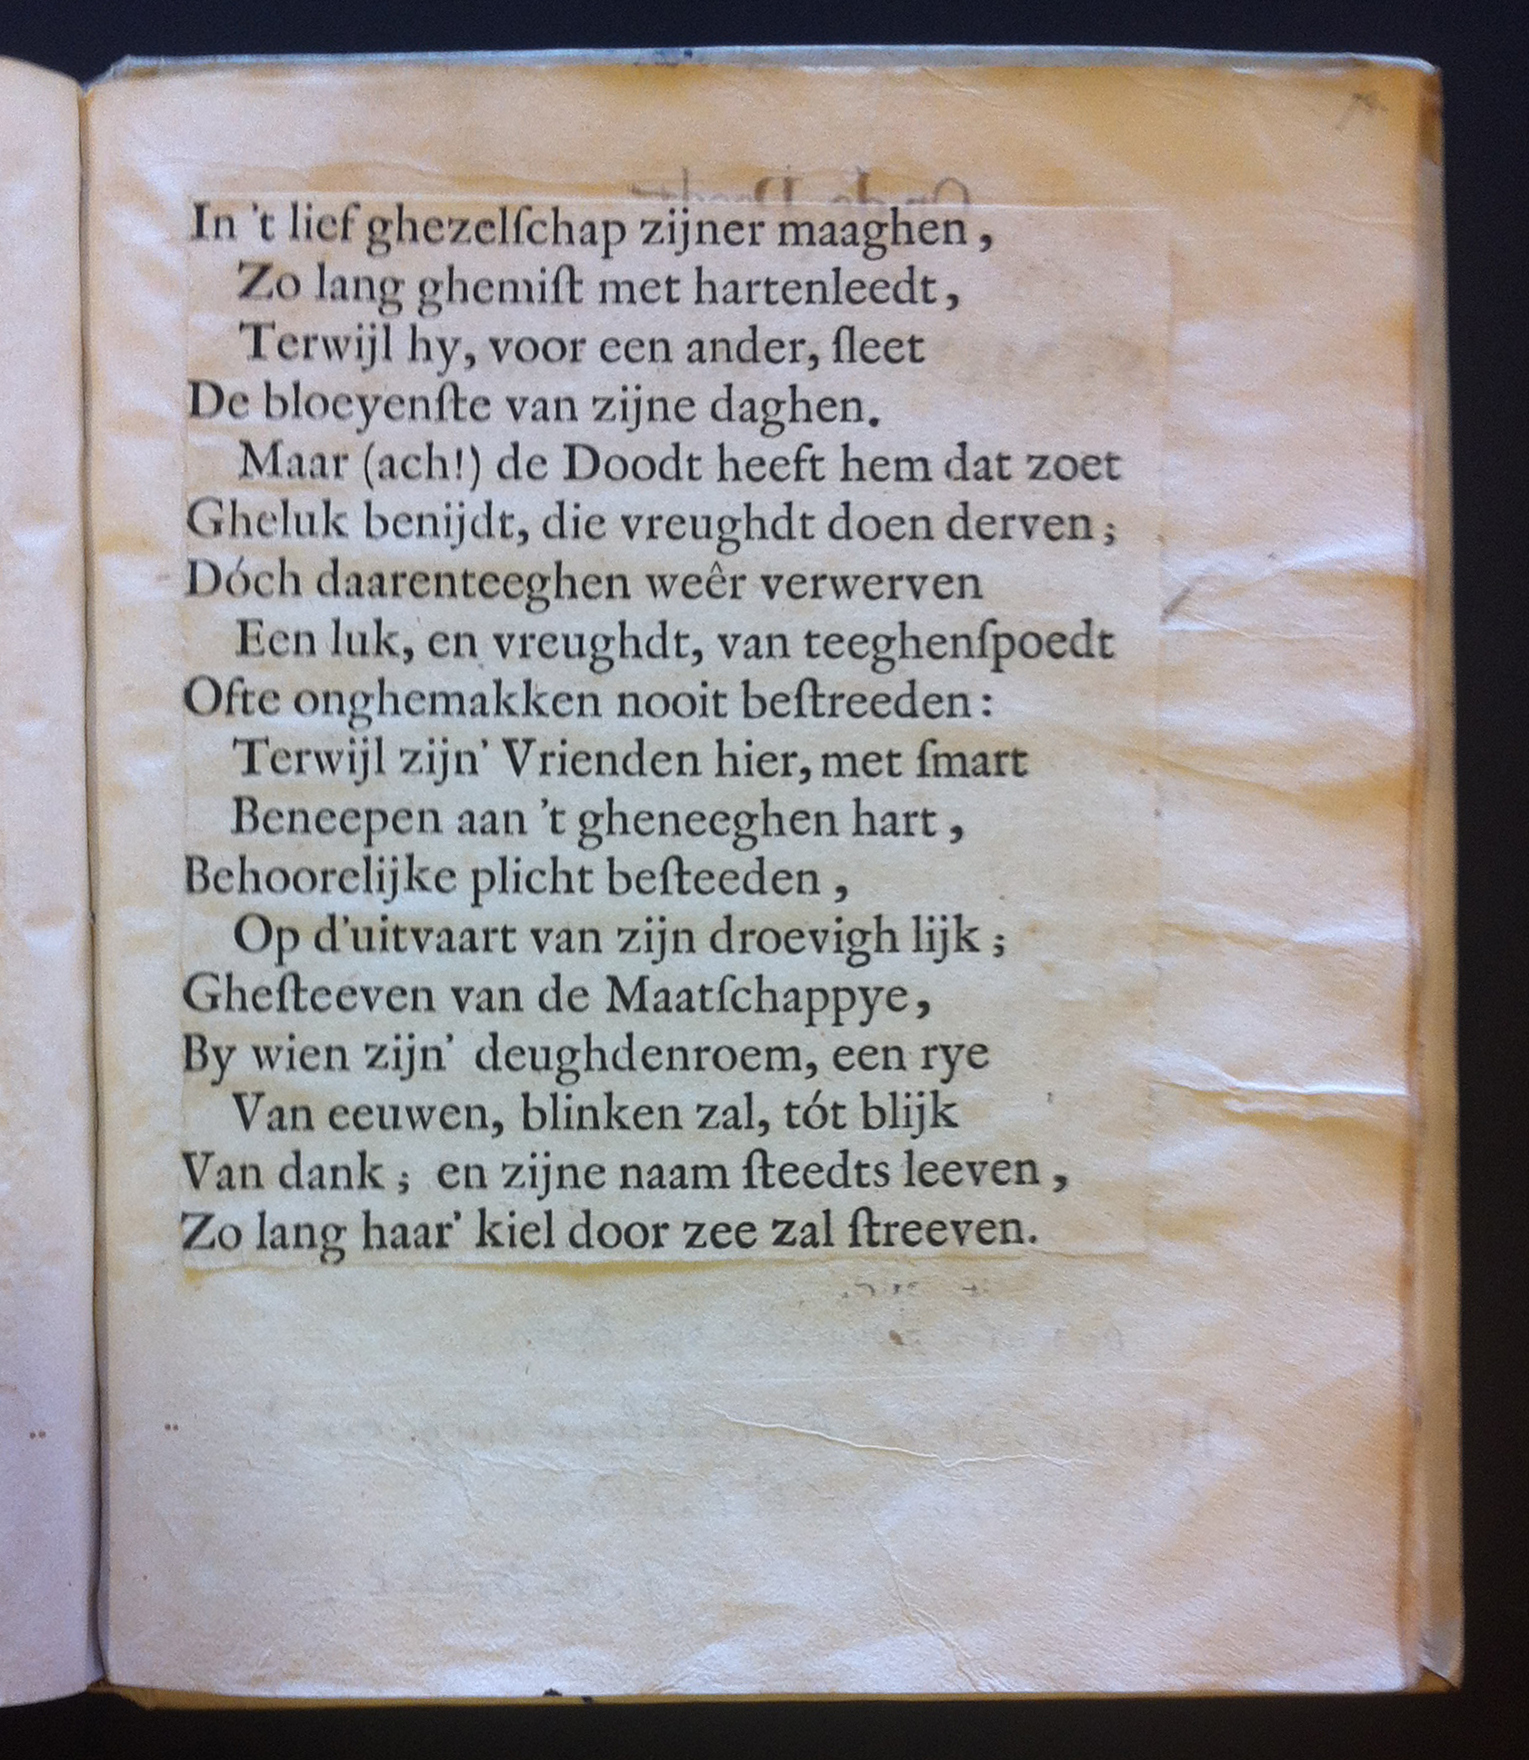 In 't lief ghezelſchap zijner maaghen,
Zo lang ghemiſt met hartenleedt,
Terwijl hy, voor een ander, ſleet
De bloeyenſte van zijne daghen.
Maar (ach!) de Doodt heeft hem dat zoet
Gheluk benijdt, die vreughdt doen derven;
Dóch daarenteeghen weêr verwerven
Een luk, en vreughdt, van teeghenſpoedt
Ofte onghemakken nooit beſtreeden:
Terwijl zijn' Vrienden hier, met ſmart
Beneepen aan 't gheneeghen hart,
Behoorelijke plicht beſteeden,
Op d'uitvaart van zijn droevigh lijk;
Gheſteeven van de Maatſchappye,
By wien zijn' deughdenroem, een rye
Van eeuwen, blinken zal, tót blijk
Van dank; en zijne naam ſteedts leeven,
Zo lang haar' kiel door zee zal ſtreeven.